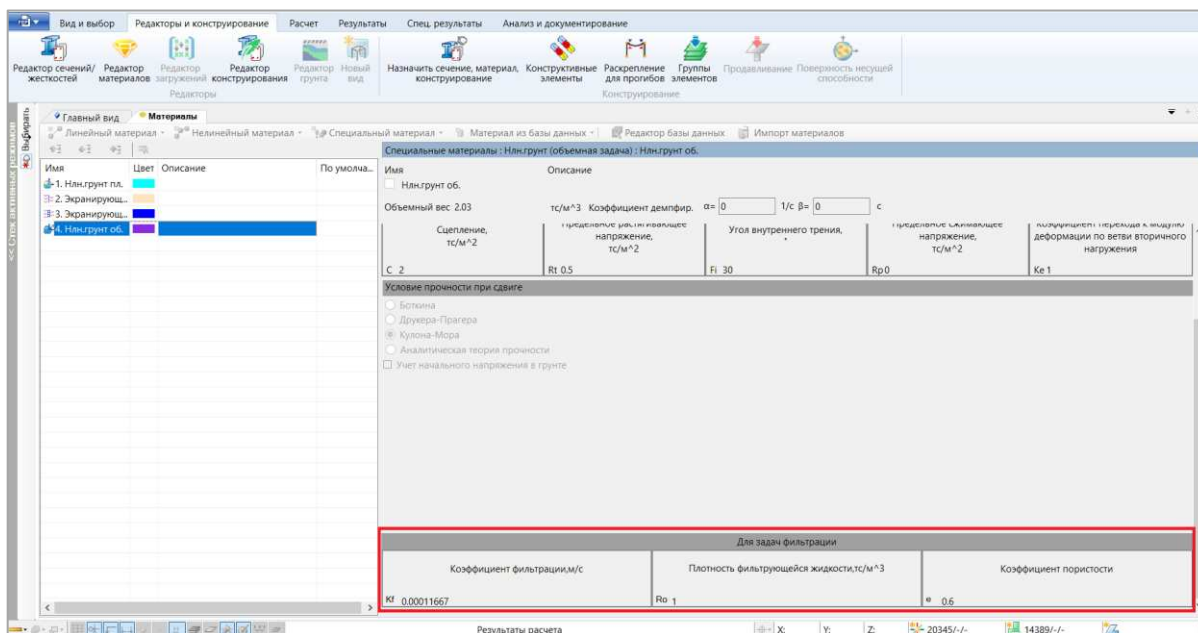 Вид и выбор Редакторы и конструирование Расчет Результаты Спец. результаты Анализ и документирование
Редактор сечений/ жесткостей
Редактор материалов
Редактор загружений
Редактор конструирования
Редактор грунта
Новый вид
Назначить сечение, материал, конструирование
Конструктивные элементы
Раскрепление для прогибов
Группы элементов
Продавливание
Поверхность несущей способности
Редакторы
Конструирование
<< Стек активных режимов
Выбирать
Главный вид Материалы
Линейный материал Нелинейный материал Специальный материал Материал из базы данных Редактор базы данных Импорт материалов
Имя Цвет Описание По умолча...
1. Нлн.грунт пл.
2. Экранирующ...
3. Экранирующ...
4. Нлн.грунт об.
Специальные материалы : Нлн.грунт (объемная задача) : Нлн.грунт об.
Имя Описание
Нлн.грунт об.
Объемный вес 2.03 тс/м^3 Коэффициент демпфир. α= 0 1/с β= 0 с
Сцепление, тс/м^2
C 2
Предельное растягивающее напряжение, тс/м^2
Rt 0.5
Угол внутреннего трения, °
Fi 30
Предельное сжимающее напряжение, тс/м^2
Rp 0
Коэффициент перехода к модулю деформации по ветви вторичного нагружения
Ke 1
Условие прочности при сдвиге
Боткина
Друкера-Прагера
Кулона-Мора
Аналитическая теория прочности
Учет начального напряжения в грунте
Для задач фильтрации
Коэффициент фильтрации,м/с
Kf 0.00011667
Плотность фильтрующейся жидкости,тс/м^3
Ro 1
Коэффициент пористости
e 0.6
Результаты расчета X: Y: Z: 20345/-/- 14389/-/-